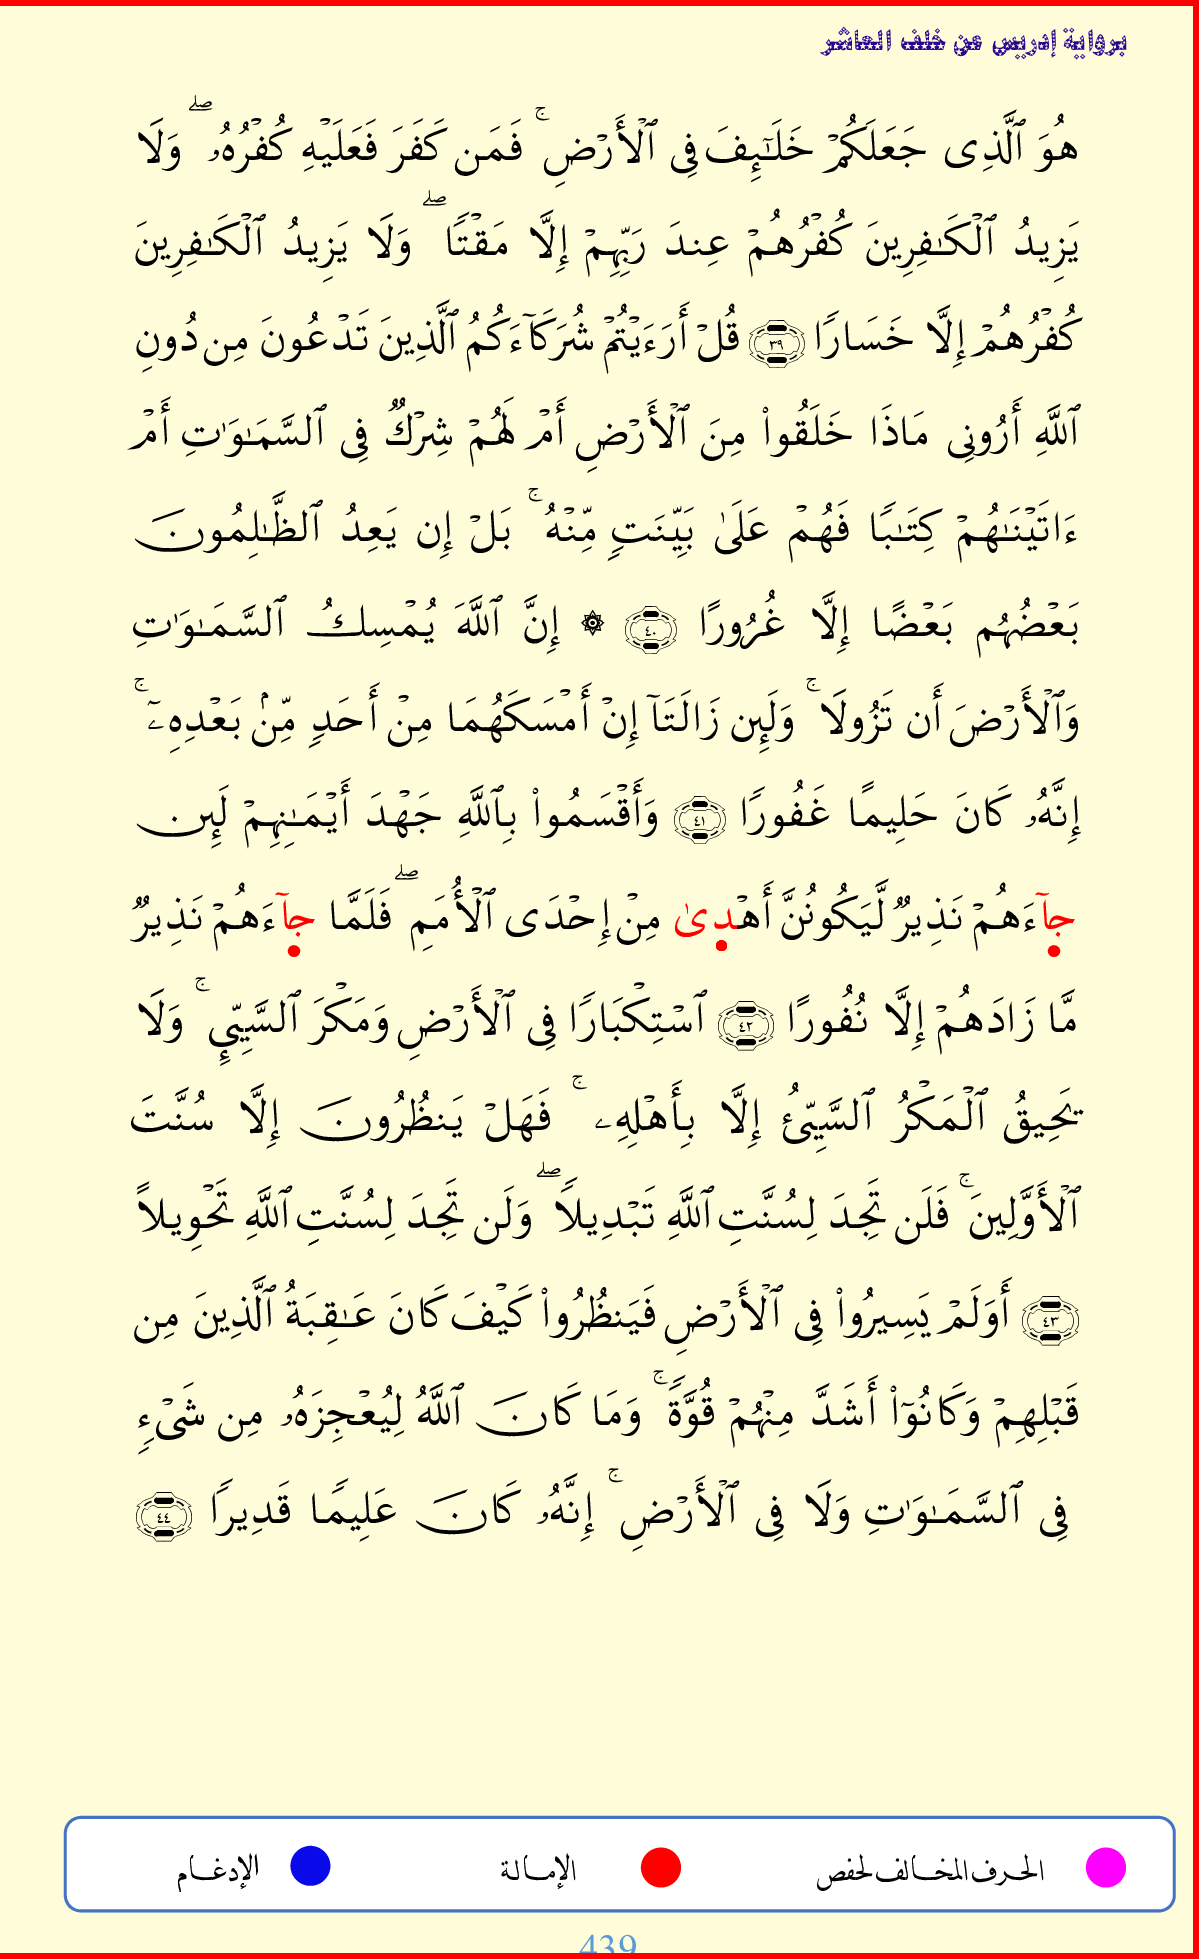 برواية إدريس عن خلف العاشر
هُوَ ٱلَّذِى جَعَلَكُمْ خَلَـٰٓئِفَ فِى ٱلْأَرْضِ ۚ فَمَن كَفَرَ فَعَلَيْهِ كُفْرُهُۥ ۖ وَلَا
يَزِيدُ ٱلْكَـٰفِرِينَ كُفْرُهُمْ عِندَ رَبِّهِمْ إِلَّا مَقْتًا ۖ وَلَا يَزِيدُ ٱلْكَـٰفِرِينَ
كُفْرُهُمْ إِلَّا خَسَارًا ٣٩ قُلْ أَرَءَيْتُمْ شُرَكَآءَكُمُ ٱلَّذِينَ تَدْعُونَ مِن دُونِ
ٱللَّهِ أَرُونِى مَاذَا خَلَقُوا۟ مِنَ ٱلْأَرْضِ أَمْ لَهُمْ شِرْكٌ فِى ٱلسَّمَـٰوَٰتِ أَمْ
ءَاتَيْنَـٰهُمْ كِتَـٰبًا فَهُمْ عَلَىٰ بَيِّنَتٍ مِّنْهُ ۚ بَلْ إِن يَعِدُ ٱلظَّـٰلِمُونَ
بَعْضُهُم بَعْضًا إِلَّا غُرُورًا ٤٠ ۞ إِنَّ ٱللَّهَ يُمْسِكُ ٱلسَّمَـٰوَٰتِ
وَٱلْأَرْضَ أَن تَزُولَا ۚ وَلَئِن زَالَتَآ إِنْ أَمْسَكَهُمَا مِنْ أَحَدٍ مِّنۢ بَعْدِهِۦٓ ۚ
إِنَّهُۥ كَانَ حَلِيمًا غَفُورًا ٤١ وَأَقْسَمُوا۟ بِٱللَّهِ جَهْدَ أَيْمَـٰنِهِمْ لَئِن
جَآءَهُمْ نَذِيرٌ لَّيَكُونُنَّ أَهْدِىٰ مِنْ إِحْدَى ٱلْأُمَمِ ۖ فَلَمَّا جَآءَهُمْ نَذِيرٌ
مَّا زَادَهُمْ إِلَّا نُفُورًا ٤٢ ٱسْتِكْبَارًا فِى ٱلْأَرْضِ وَمَكْرَ ٱلسَّيِّئِ ۚ وَلَا
يَحِيقُ ٱلْمَكْرُ ٱلسَّيِّئُ إِلَّا بِأَهْلِهِۦ ۚ فَهَلْ يَنظُرُونَ إِلَّا سُنَّتَ
ٱلْأَوَّلِينَ ۚ فَلَن تَجِدَ لِسُنَّتِ ٱللَّهِ تَبْدِيلًا ۖ وَلَن تَجِدَ لِسُنَّتِ ٱللَّهِ تَحْوِيلًا
٤٣ أَوَلَمْ يَسِيرُوا۟ فِى ٱلْأَرْضِ فَيَنظُرُوا۟ كَيْفَ كَانَ عَـٰقِبَةُ ٱلَّذِينَ مِن
قَبْلِهِمْ وَكَانُوٓا۟ أَشَدَّ مِنْهُمْ قُوَّةً ۚ وَمَا كَانَ ٱللَّهُ لِيُعْجِزَهُۥ مِن شَىْءٍ
فِى ٱلسَّمَـٰوَٰتِ وَلَا فِى ٱلْأَرْضِ ۚ إِنَّهُۥ كَانَ عَلِيمًا قَدِيرًا ٤٤
الحرف المخالف لحفص الإمالة الإدغام
439